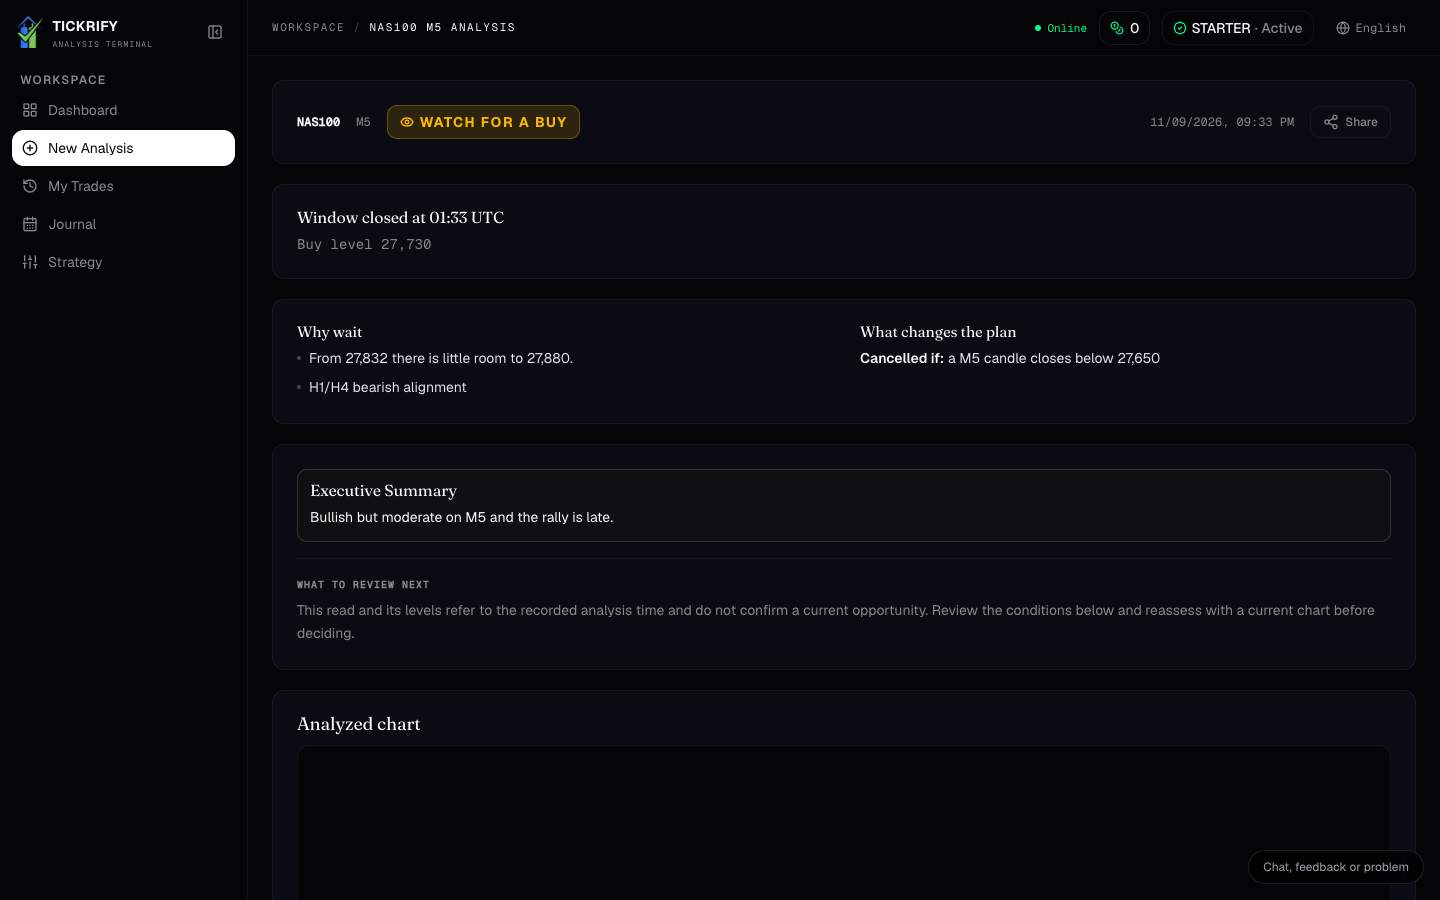 TICKRIFY
ANALYSIS TERMINAL
WORKSPACE
Dashboard
New Analysis
My Trades
Journal
Strategy
WORKSPACE / NAS100 M5 ANALYSIS
Online
0
STARTER · Active
English
NAS100 M5 WATCH FOR A BUY
11/09/2026, 09:33 PM
Share
Window closed at 01:33 UTC
Buy level 27,730
Why wait
From 27,832 there is little room to 27,880.
H1/H4 bearish alignment
What changes the plan
Cancelled if: a M5 candle closes below 27,650
Executive Summary
Bullish but moderate on M5 and the rally is late.
WHAT TO REVIEW NEXT
This read and its levels refer to the recorded analysis time and do not confirm a current opportunity. Review the conditions below and reassess with a current chart before
deciding.
Analyzed chart
Chat, feedback or problem